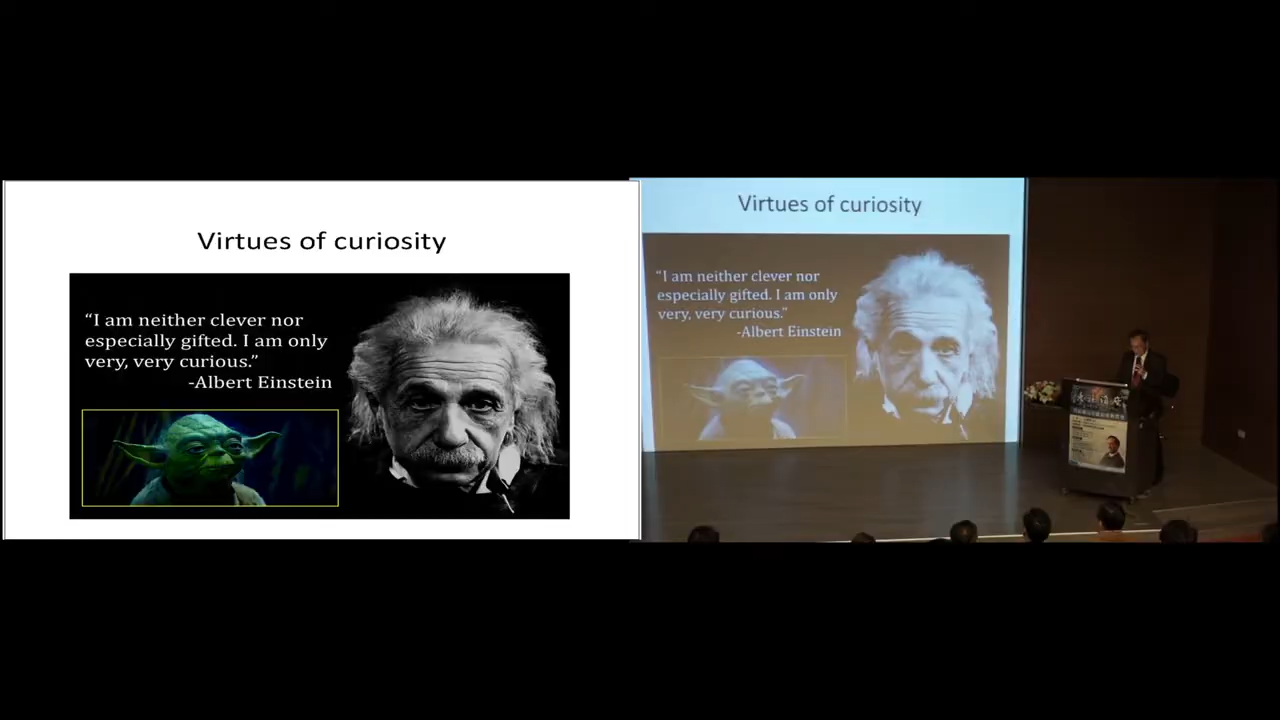 Virtues of curiosity
“I am neither clever nor
especially gifted. I am only
very, very curious.”
-Albert Einstein
Virtues of curiosity
“I am neither clever nor
especially gifted. I am only
very, very curious.”
-Albert Einstein